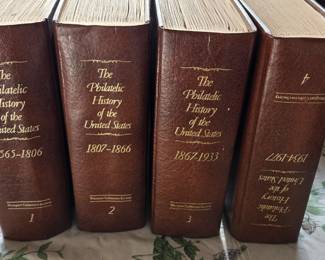 The
Philatelic
History
of the
United States
1565-1806
1
The
Philatelic
History
of the
United States
1807-1866
2
The
Philatelic
History
of the
United States
1867-1933
3
The
Philatelic
History
of the
United States
1934-1977
4